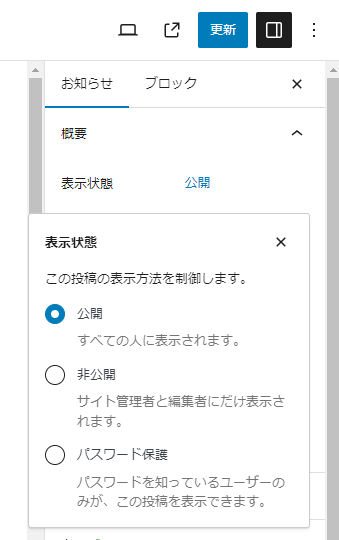 更新
お知らせ ブロック
概要
表示状態 公開
表示状態
この投稿の表示方法を制御します。
公開
すべての人に表示されます。
非公開
サイト管理者と編集者にだけ表示さ
れます。
パスワード保護
パスワードを知っているユーザーの
みが、この投稿を表示できます。